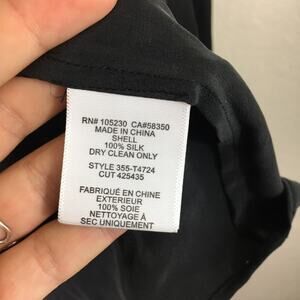 RN# 105230 CA#58350
MADE IN CHINA
SHELL
100% SILK
DRY CLEAN ONLY
STYLE 355-T4724
CUT 425435
FABRIQUÉ EN CHINE
EXTERIEUR
100% SOIE
NETTOYAGE À
SEC UNIQUEMENT